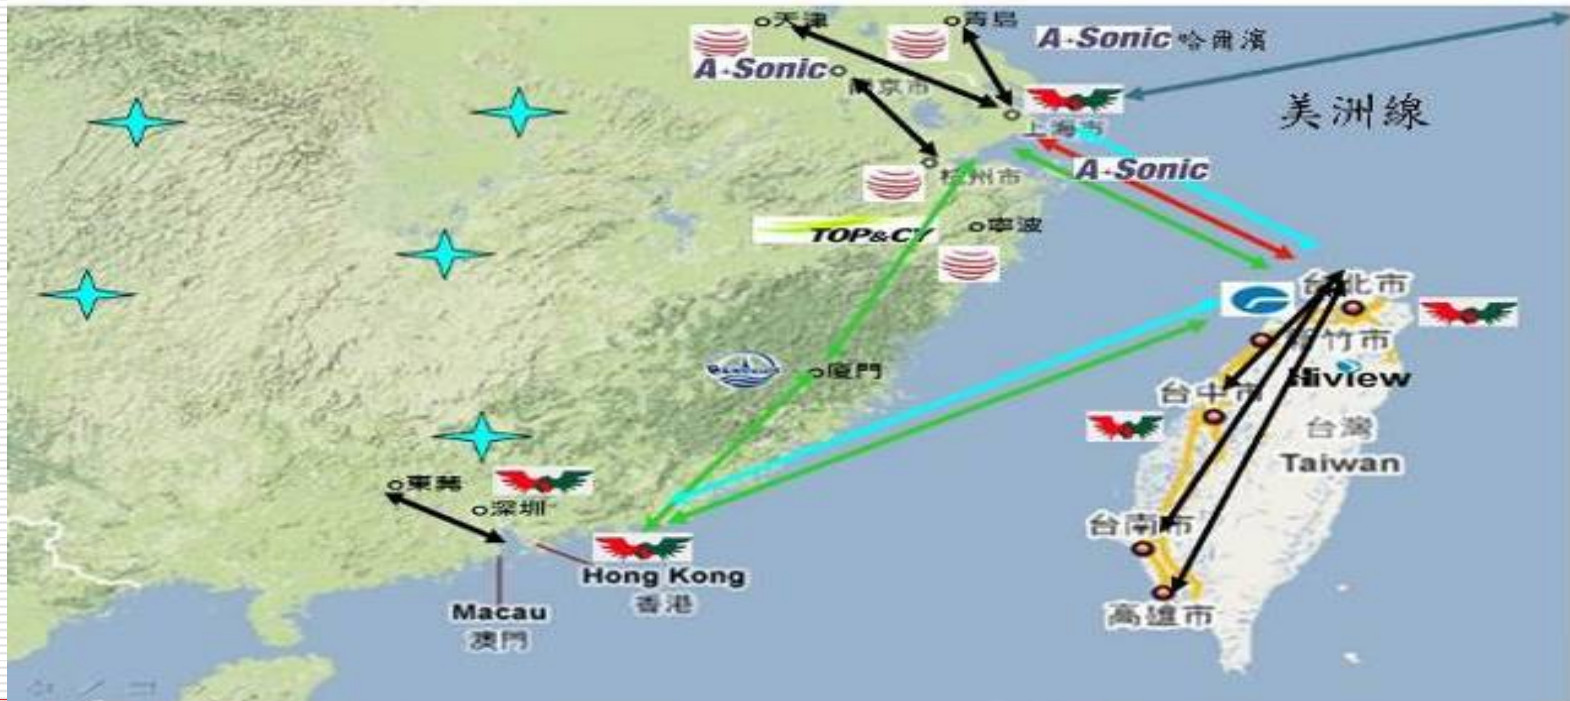 天津
青島
A-Sonic 哈爾濱
A-Sonic
南京市
上海市
美洲線
杭州市
A-Sonic
TOP&CY
寧波
台北市
新竹市
廈門
Hiview
台中市
台灣
Taiwan
東莞
深圳
台南市
Hong Kong
香港
Macau
澳門
高雄市